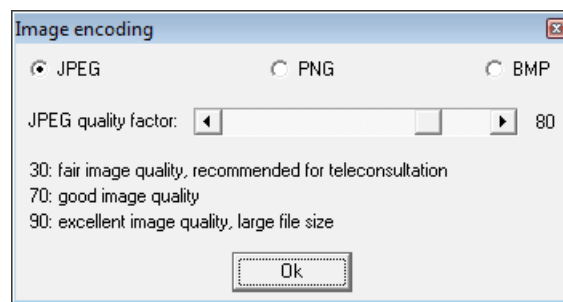 Image encoding
JPEG PNG BMP
JPEG quality factor: 80
30: fair image quality, recommended for teleconsultation
70: good image quality
90: excellent image quality, large file size
Ok